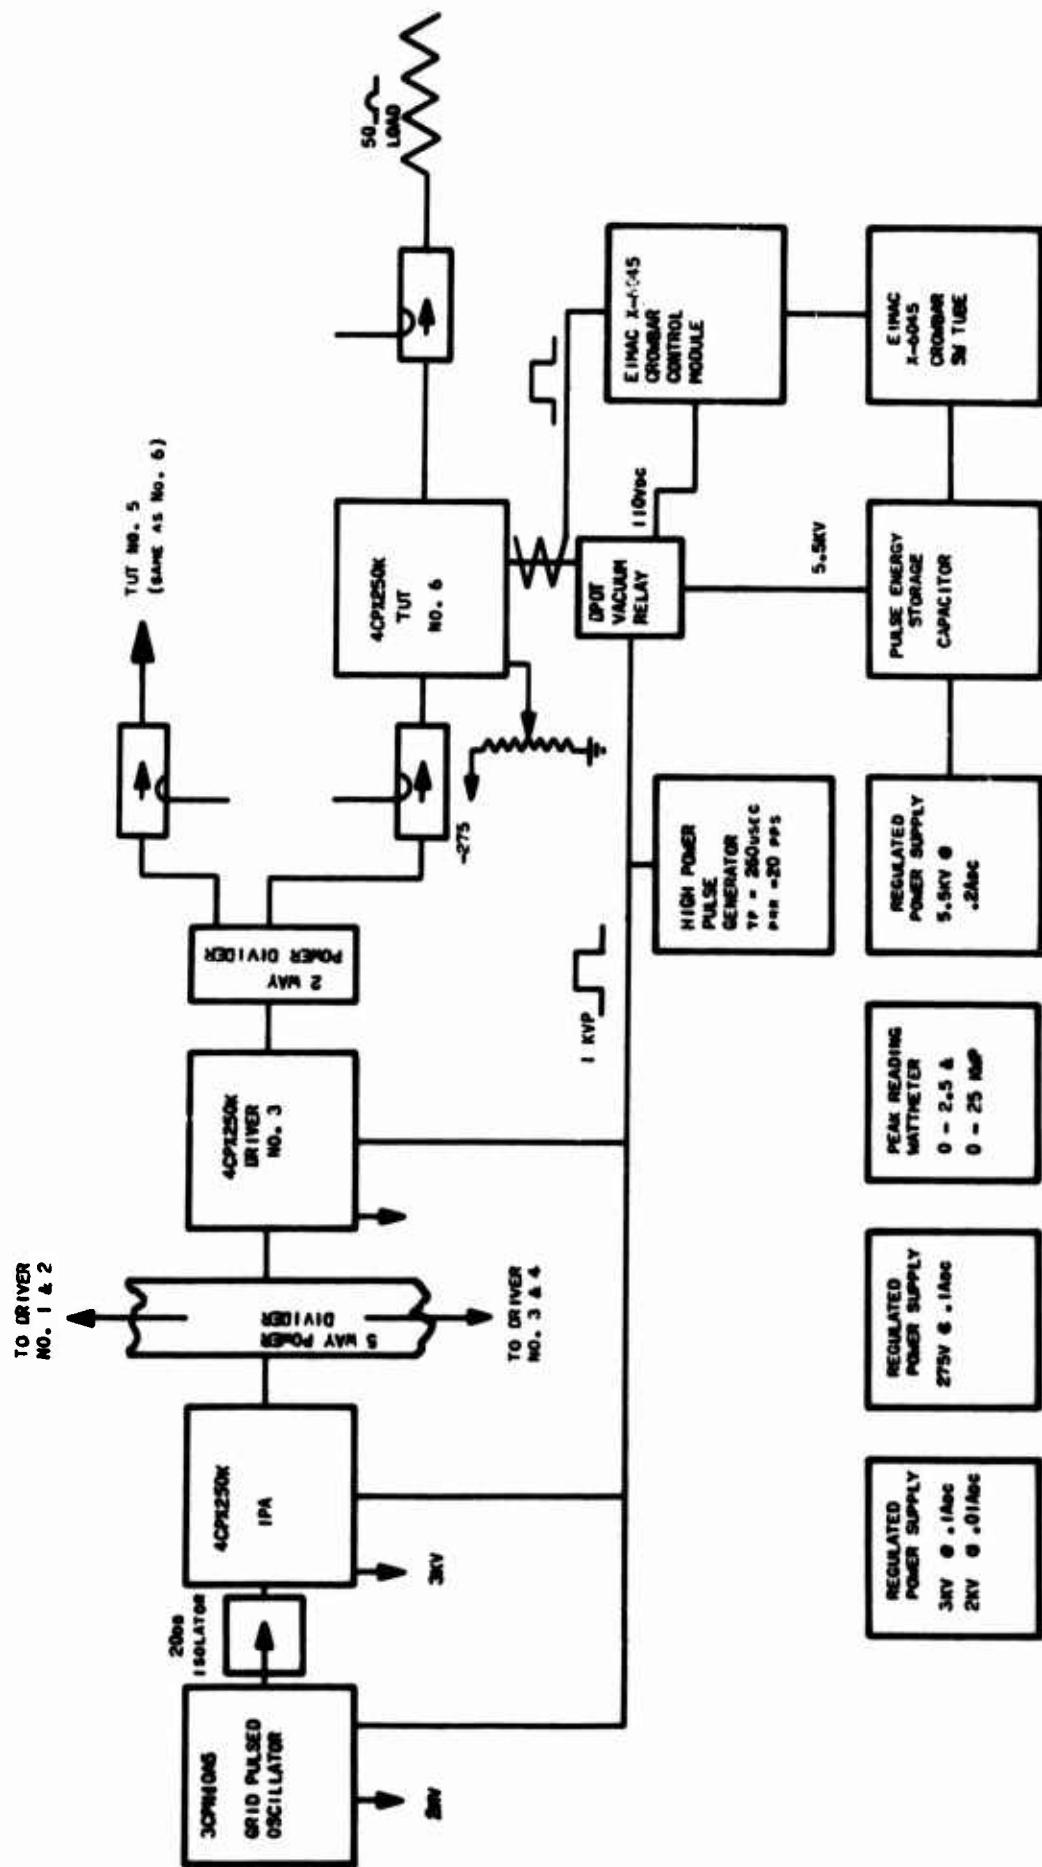 TO DRIVER
NO. 1 & 2
3CPN10A5
GRID PULSED
OSCILLATOR
20DB
ISOLATOR
4CPX250K
IPA
3KV
5 WAY POWER
DIVIDER
TO DRIVER
NO. 3 & 4
4CPX250K
DRIVER
NO. 3
2 WAY
POWER DIVIDER
TUT NO. 5
(SAME AS NO. 6)
-275
4CPX250K
TUT
NO. 6
50
LOAD
1 KVP
HIGH POWER
PULSE
GENERATOR
TP = 260USEC
PRR =20 PPS
DPDT
VACUUM
RELAY
110VDC
EIMAC
CROWBAR
CONTROL
MODULE
5.5KV
REGULATED
POWER SUPPLY
3KV @ .1ADC
2KV @ .01ADC
REGULATED
POWER SUPPLY
275V @ .1ADC
PEAK READING
WATTMETER
0 - 2.5 &
0 - 25 KWP
REGULATED
POWER SUPPLY
5.5KV @
.2ADC
PULSE ENERGY
STORAGE
CAPACITOR
EIMAC
X-6045
CROWBAR
SW TUBE